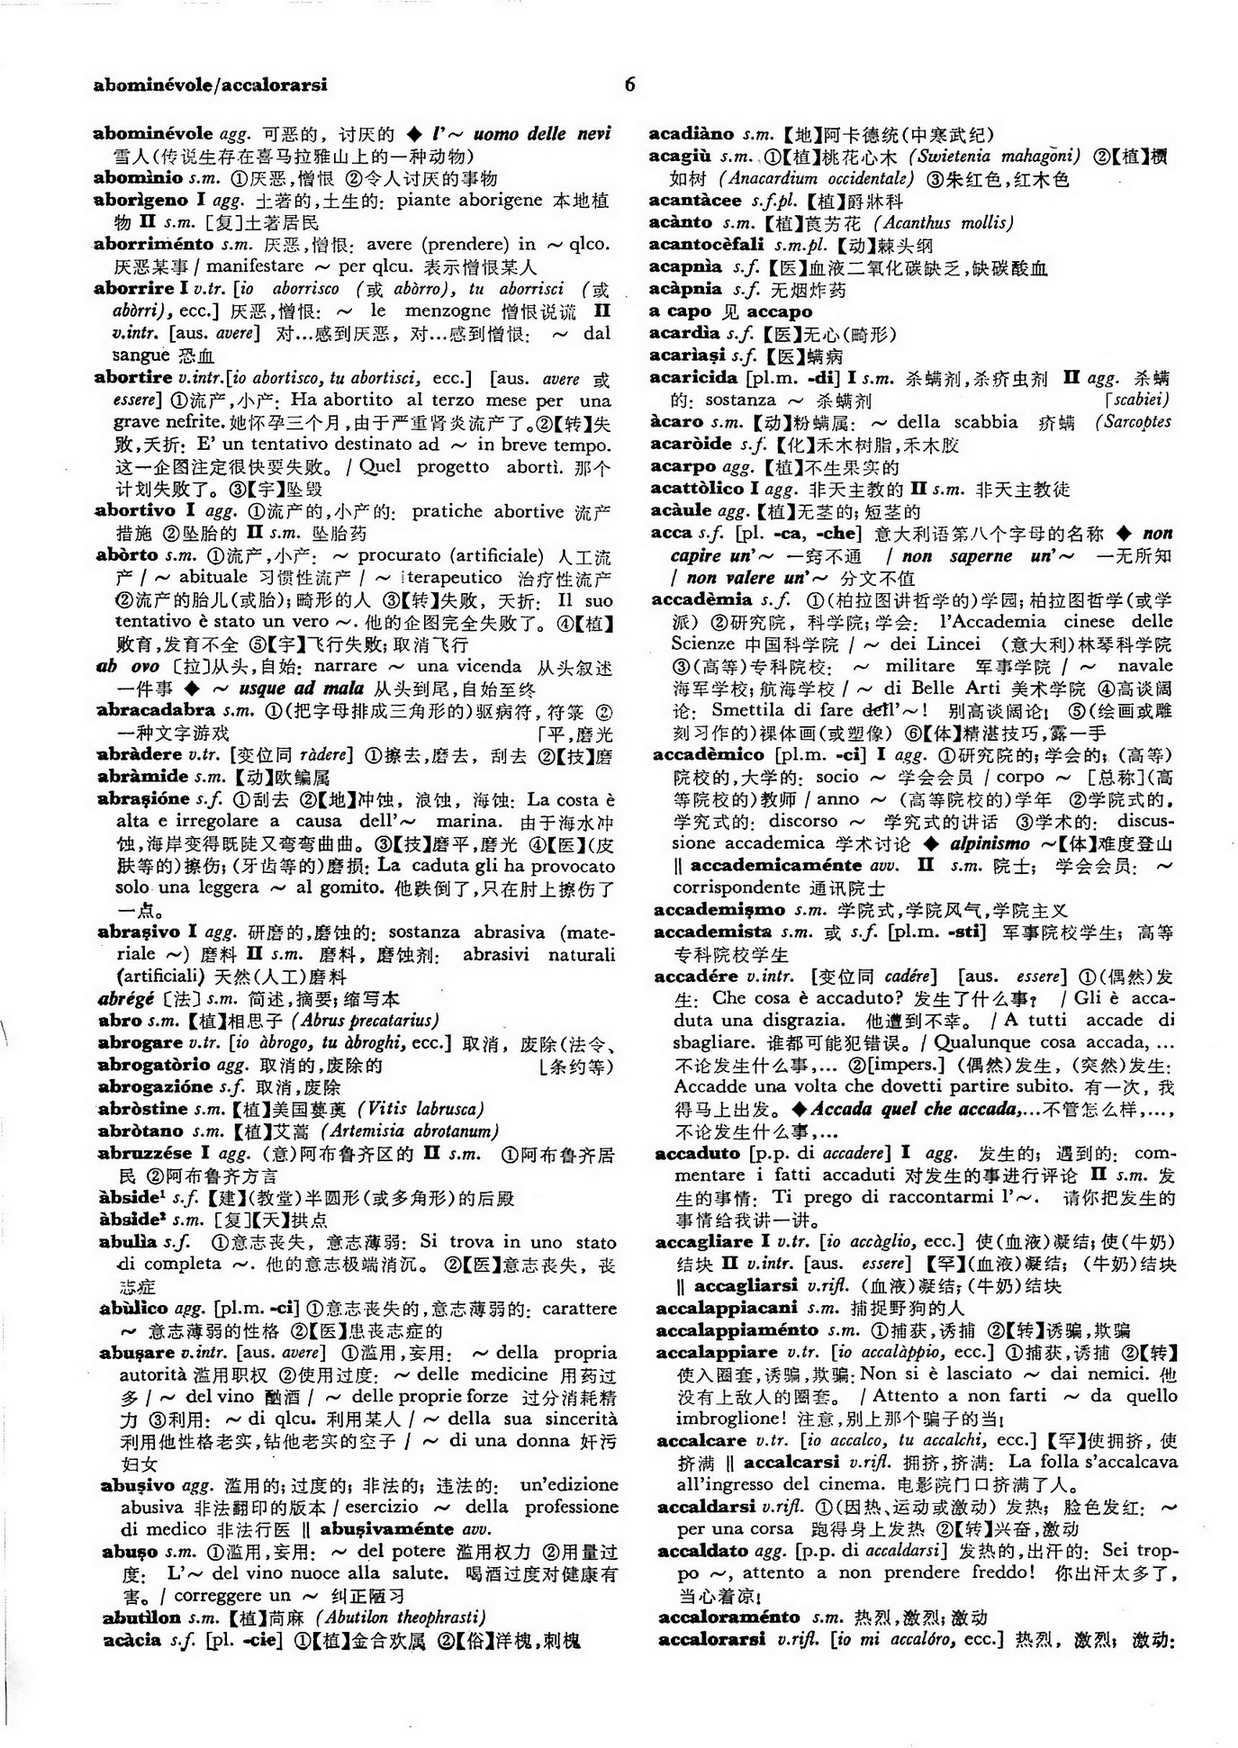 abominévole/accalorarsi
6
abominévole agg. 可恶的, 讨厌的 ◆ l'～ uomo delle nevi
雪人(传说生存在喜马拉雅山上的一种动物)
abomìnio s.m. ①厌恶,憎恨 ②令人讨厌的事物
aborìgeno I agg. 土著的,土生的: piante aborigene 本地植
物 II s.m. [复]土著居民
aborriménto s.m. 厌恶,憎恨: avere (prendere) in ～ qlco.
厌恶某事 / manifestare ～ per qlcu. 表示憎恨某人
aborrire I v.tr. [io aborrisco (或 abòrro), tu aborrisci (或
abòrri), ecc.] 厌恶,憎恨: ～ le menzogne 憎恨说谎 II
v.intr. [aus. avere] 对…感到厌恶, 对…感到憎恨: ～ dal
sangue 恐血
abortire v.intr.[io abortisco, tu abortisci, ecc.] [aus. avere 或
essere] ①流产,小产: Ha abortito al terzo mese per una
grave nefrite.她怀孕三个月,由于严重肾炎流产了。②【转】失
败,夭折: E' un tentativo destinato ad ～ in breve tempo.
这一企图注定很快要失败。/ Quel progetto abortì. 那个
计划失败了。③【宇】坠毁
abortivo I agg. ①流产的,小产的: pratiche abortive 流产
措施 ②坠胎的 II s.m. 坠胎药
abòrto s.m. ①流产,小产: ～ procurato (artificiale) 人工流
产 / ～ abituale 习惯性流产 / ～ terapeutico 治疗性流产
②流产的胎儿(或胎);畸形的人 ③【转】失败, 夭折: Il suo
tentativo è stato un vero ～. 他的企图完全失败了。④【植】
败育,发育不全 ⑤【宇】飞行失败;取消飞行
ab ovo [拉]从头,自始: narrare ～ una vicenda 从头叙述
一件事 ◆ ～ usque ad mala 从头到尾,自始至终
abracadabra s.m. ①(把字母排成三角形的)驱病符,符箓 ②
一种文字游戏 「平,磨光
abràdere v.tr. [变位同 ràdere] ①擦去,磨去, 刮去 ②【技】磨
abràmide s.m. 【动】欧鳊属
abraṣióne s.f. ①刮去 ②【地】冲蚀, 浪蚀, 海蚀: La costa è
alta e irregolare a causa dell'～ marina. 由于海水冲
蚀,海岸变得既陡又弯弯曲曲。③【技】磨平,磨光 ④【医】(皮
肤等的)擦伤;(牙齿等的)磨损: La caduta gli ha provocato
solo una leggera ～ al gomito. 他跌倒了,只在肘上擦伤了
一点。
abraṣivo I agg. 研磨的,磨蚀的: sostanza abrasiva (mate-
riale ～) 磨料 II s.m. 磨料, 磨蚀剂: abrasivi naturali
(artificiali) 天然(人工)磨料
abrégé [法] s.m. 简述,摘要;缩写本
abro s.m. 【植】相思子 (Abrus precatarius)
abrogare v.tr. [io àbrogo, tu àbroghi, ecc.] 取消, 废除(法令、
abrogatòrio agg. 取消的,废除的 ⌊条约等)
abrogazióne s.f. 取消,废除
abròstine s.m. 【植】美国蘡薁 (Vitis labrusca)
abròtano s.m. 【植】艾蒿 (Artemisia abrotanum)
abruzzése I agg. (意)阿布鲁齐区的 II s.m. ①阿布鲁齐居
民 ②阿布鲁齐方言
àbside¹ s.f. 【建】(教堂)半圆形(或多角形)的后殿
àbside² s.m. [复]【天】拱点
abulìa s.f. ①意志丧失, 意志薄弱: Si trova in uno stato
di completa ～. 他的意志极端消沉。②【医】意志丧失, 丧
志症
abùlico agg. [pl.m. -ci] ①意志丧失的,意志薄弱的: carattere
～ 意志薄弱的性格 ②【医】患丧志症的
abuṣare v.intr. [aus. avere] ①滥用,妄用: ～ della propria
autorità 滥用职权 ②使用过度: ～ delle medicine 用药过
多 / ～ del vino 酗酒 / ～ delle proprie forze 过分消耗精
力 ③利用: ～ di qlcu. 利用某人 / ～ della sua sincerità
利用他性格老实,钻他老实的空子 / ～ di una donna 奸污
妇女
abuṣivo agg. 滥用的;过度的; 非法的; 违法的: un'edizione
abusiva 非法翻印的版本 / esercizio ～ della professione
di medico 非法行医 ‖ abuṣivaménte avv.
abuṣo s.m. ①滥用,妄用: ～ del potere 滥用权力 ②用量过
度: L'～ del vino nuoce alla salute. 喝酒过度对健康有
害。/ correggere un ～ 纠正陋习
abutilon s.m. 【植】苘麻 (Abutilon theophrasti)
acàcia s.f. [pl. -cie] ①【植】金合欢属 ②【俗】洋槐,刺槐
acadiàno s.m. 【地】阿卡德统(中寒武纪)
acagiù s.m. ①【植】桃花心木 (Swietenia mahagoni) ②【植】槚
如树 (Anacardium occidentale) ③朱红色,红木色
acantàcee s.f.pl. 【植】爵牀科
acànto s.m. 【植】莨艻花 (Acanthus mollis)
acantocèfali s.m.pl. 【动】棘头纲
acapnìa s.f. 【医】血液二氧化碳缺乏,缺碳酸血
acàpnia s.f. 无烟炸药
a capo 见 accapo
acardìa s.f. 【医】无心(畸形)
acarìaṣi s.f. 【医】螨病
acaricida [pl.m. -di] I s.m. 杀螨剂,杀疥虫剂 II agg. 杀螨
的: sostanza ～ 杀螨剂 「scabiei)
àcaro s.m. 【动】粉螨属: ～ della scabbia 疥螨 (Sarcoptes
acaròide s.f. 【化】禾木树脂,禾木胶
acarpo agg. 【植】不生果实的
acattòlico I agg. 非天主教的 II s.m. 非天主教徒
acàule agg. 【植】无茎的;短茎的
acca s.f. [pl. -ca, -che] 意大利语第八个字母的名称 ◆ non
capire un'～ 一窍不通 / non saperne un'～ 一无所知
/ non valere un'～ 分文不值
accadèmia s.f. ①(柏拉图讲哲学的)学园;柏拉图哲学(或学
派) ②研究院, 科学院;学会: l'Accademia cinese delle
Scienze 中国科学院 / ～ dei Lincei (意大利)林琴科学院
③(高等)专科院校: ～ militare 军事学院 / ～ navale
海军学校;航海学校 / ～ di Belle Arti 美术学院 ④高谈阔
论: Smettila di fare dell'～! 别高谈阔论! ⑤(绘画或雕
刻习作的)裸体画(或塑像) ⑥【体】精湛技巧,露一手
accadèmico [pl.m. -ci] I agg. ①研究院的;学会的; (高等)
院校的,大学的: socio ～ 学会会员 / corpo ～ [总称](高
等院校的)教师 / anno ～ (高等院校的)学年 ②学院式的,
学究式的: discorso ～ 学究式的讲话 ③学术的: discus-
sione accademica 学术讨论 ◆ alpinismo ～【体】难度登山
‖ accademicaménte avv. II s.m. 院士; 学会会员: ～
corrispondente 通讯院士
accademiṣmo s.m. 学院式,学院风气,学院主义
accademista s.m. 或 s.f. [pl.m. -sti] 军事院校学生; 高等
专科院校学生
accadére v.intr. [变位同 cadére] [aus. essere] ①(偶然)发
生: Che cosa è accaduto? 发生了什么事? / Gli è acca-
duta una disgrazia. 他遭到不幸。/ A tutti accade di
sbagliare. 谁都可能犯错误。/ Qualunque cosa accada, …
不论发生什么事,… ②[impers.] (偶然)发生, (突然)发生:
Accadde una volta che dovetti partire subito. 有一次, 我
得马上出发。◆Accada quel che accada,…不管怎么样,…,
不论发生什么事,…
accaduto [p.p. di accadere] I agg. 发生的; 遇到的: com-
mentare i fatti accaduti 对发生的事进行评论 II s.m. 发
生的事情: Ti prego di raccontarmi l'～. 请你把发生的
事情给我讲一讲。
accagliare I v.tr. [io accàglio, ecc.] 使(血液)凝结;使(牛奶)
结块 II v.intr. [aus. essere] 【罕】(血液)凝结; (牛奶)结块
‖ accagliarsi v.rifl. (血液)凝结;(牛奶)结块
accalappiacani s.m. 捕捉野狗的人
accalappiaménto s.m. ①捕获,诱捕 ②【转】诱骗,欺骗
accalappiare v.tr. [io accalàppio, ecc.] ①捕获,诱捕 ②【转】
使入圈套,诱骗,欺骗: Non si è lasciato ～ dai nemici. 他
没有上敌人的圈套。/ Attento a non farti ～ da quello
imbroglione! 注意,别上那个骗子的当!
accalcare v.tr. [io accalco, tu accalchi, ecc.] 【罕】使拥挤, 使
挤满 ‖ accalcarsi v.rifl. 拥挤,挤满: La folla s'accalcava
all'ingresso del cinema. 电影院门口挤满了人。
accaldarsi v.rifl. ①(因热、运动或激动) 发热; 脸色发红: ～
per una corsa 跑得身上发热 ②【转】兴奋,激动
accaldato agg. [p.p. di accaldarsi] 发热的,出汗的: Sei trop-
po ～, attento a non prendere freddo! 你出汗太多了,
当心着凉!
accaloraménto s.m. 热烈,激烈;激动
accalorarsi v.rifl. [io mi accalóro, ecc.] 热烈, 激烈; 激动: